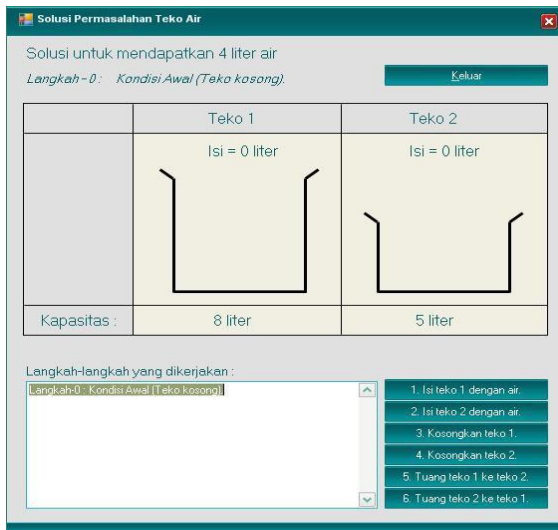 Solusi Permasalahan Teko Air
Solusi untuk mendapatkan 4 liter air
Langkah-0 : Kondisi Awal (Teko kosong).
Keluar
Teko 1 Teko 2
Isi = 0 liter Isi = 0 liter
Kapasitas : 8 liter 5 liter
Langkah-langkah yang dikerjakan :
Langkah-0 : Kondisi Awal (Teko kosong).
1. Isi teko 1 dengan air.
2. Isi teko 2 dengan air.
3. Kosongkan teko 1.
4. Kosongkan teko 2.
5. Tuang teko 1 ke teko 2.
6. Tuang teko 2 ke teko 1.